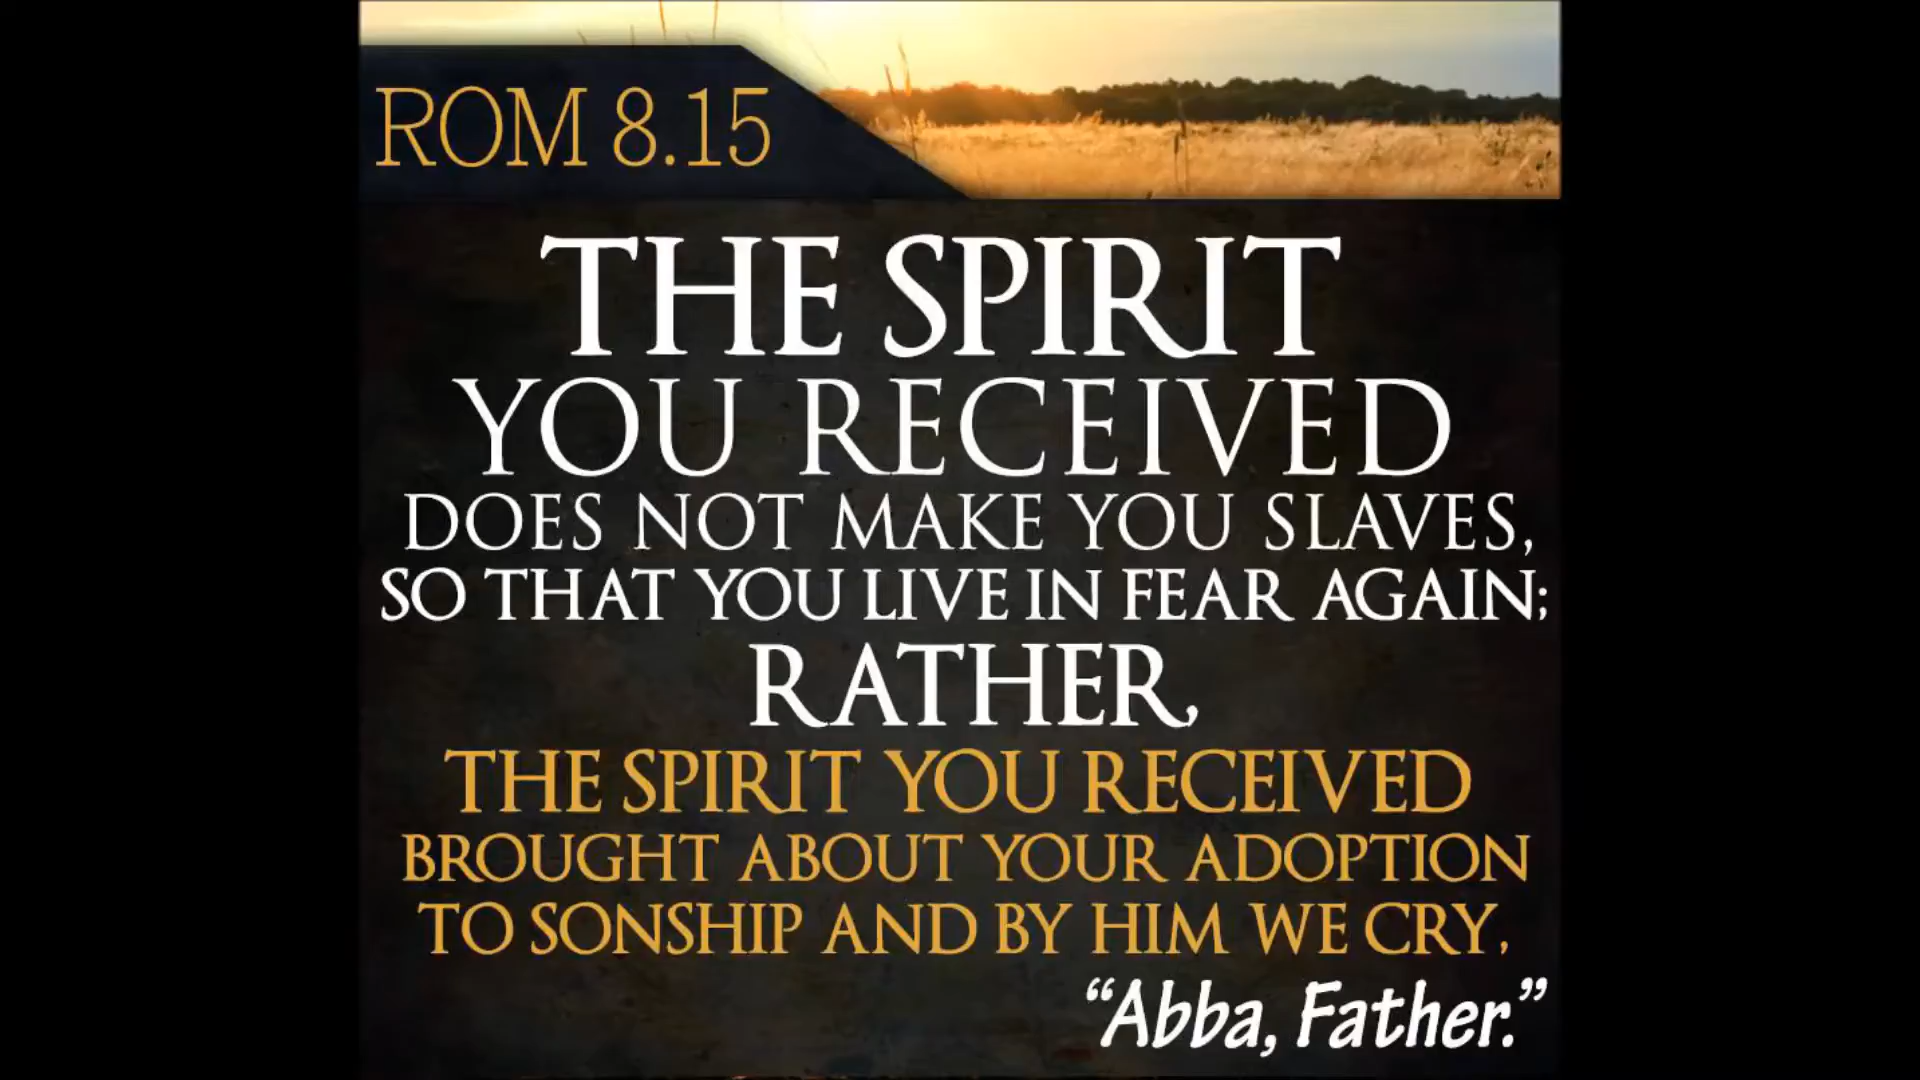 ROM 8.15
THE SPIRIT
YOU RECEIVED
DOES NOT MAKE YOU SLAVES,
SO THAT YOU LIVE IN FEAR AGAIN;
RATHER,
THE SPIRIT YOU RECEIVED
BROUGHT ABOUT YOUR ADOPTION
TO SONSHIP AND BY HIM WE CRY,
“Abba, Father.”